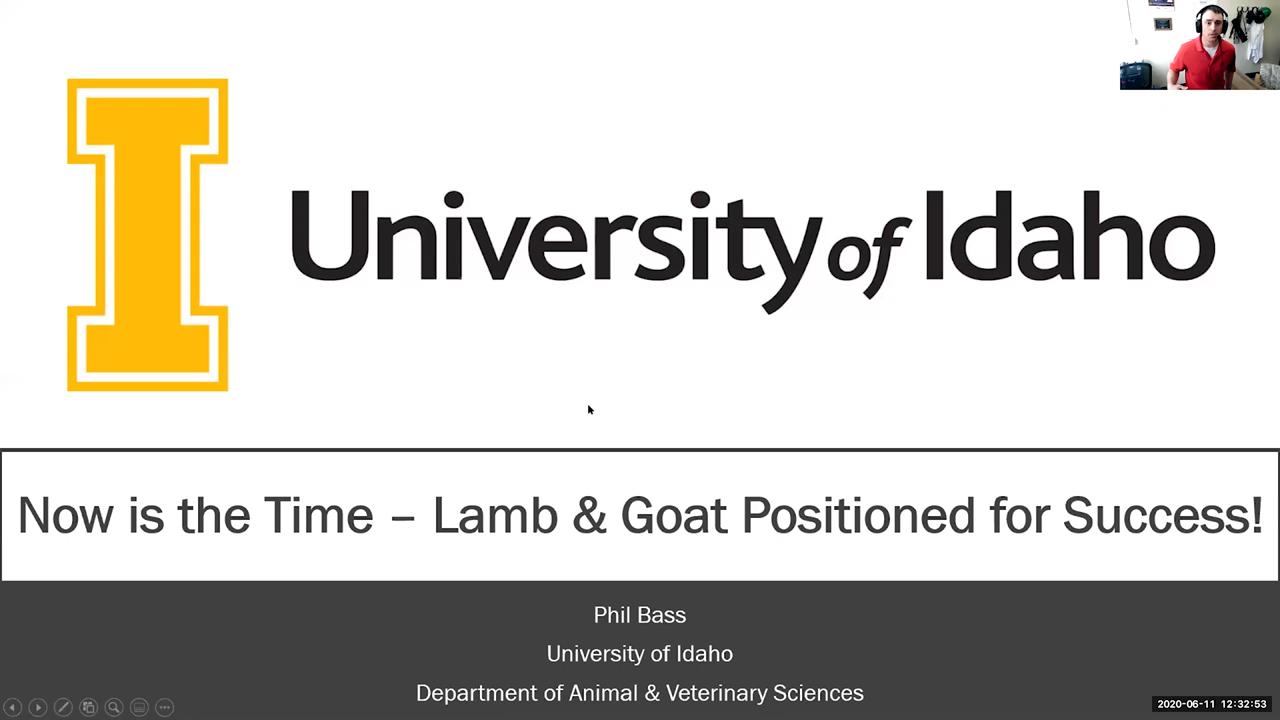 I
University of Idaho
Now is the Time – Lamb & Goat Positioned for Success!
Phil Bass
University of Idaho
Department of Animal & Veterinary Sciences
2020-06-11 12:32:53